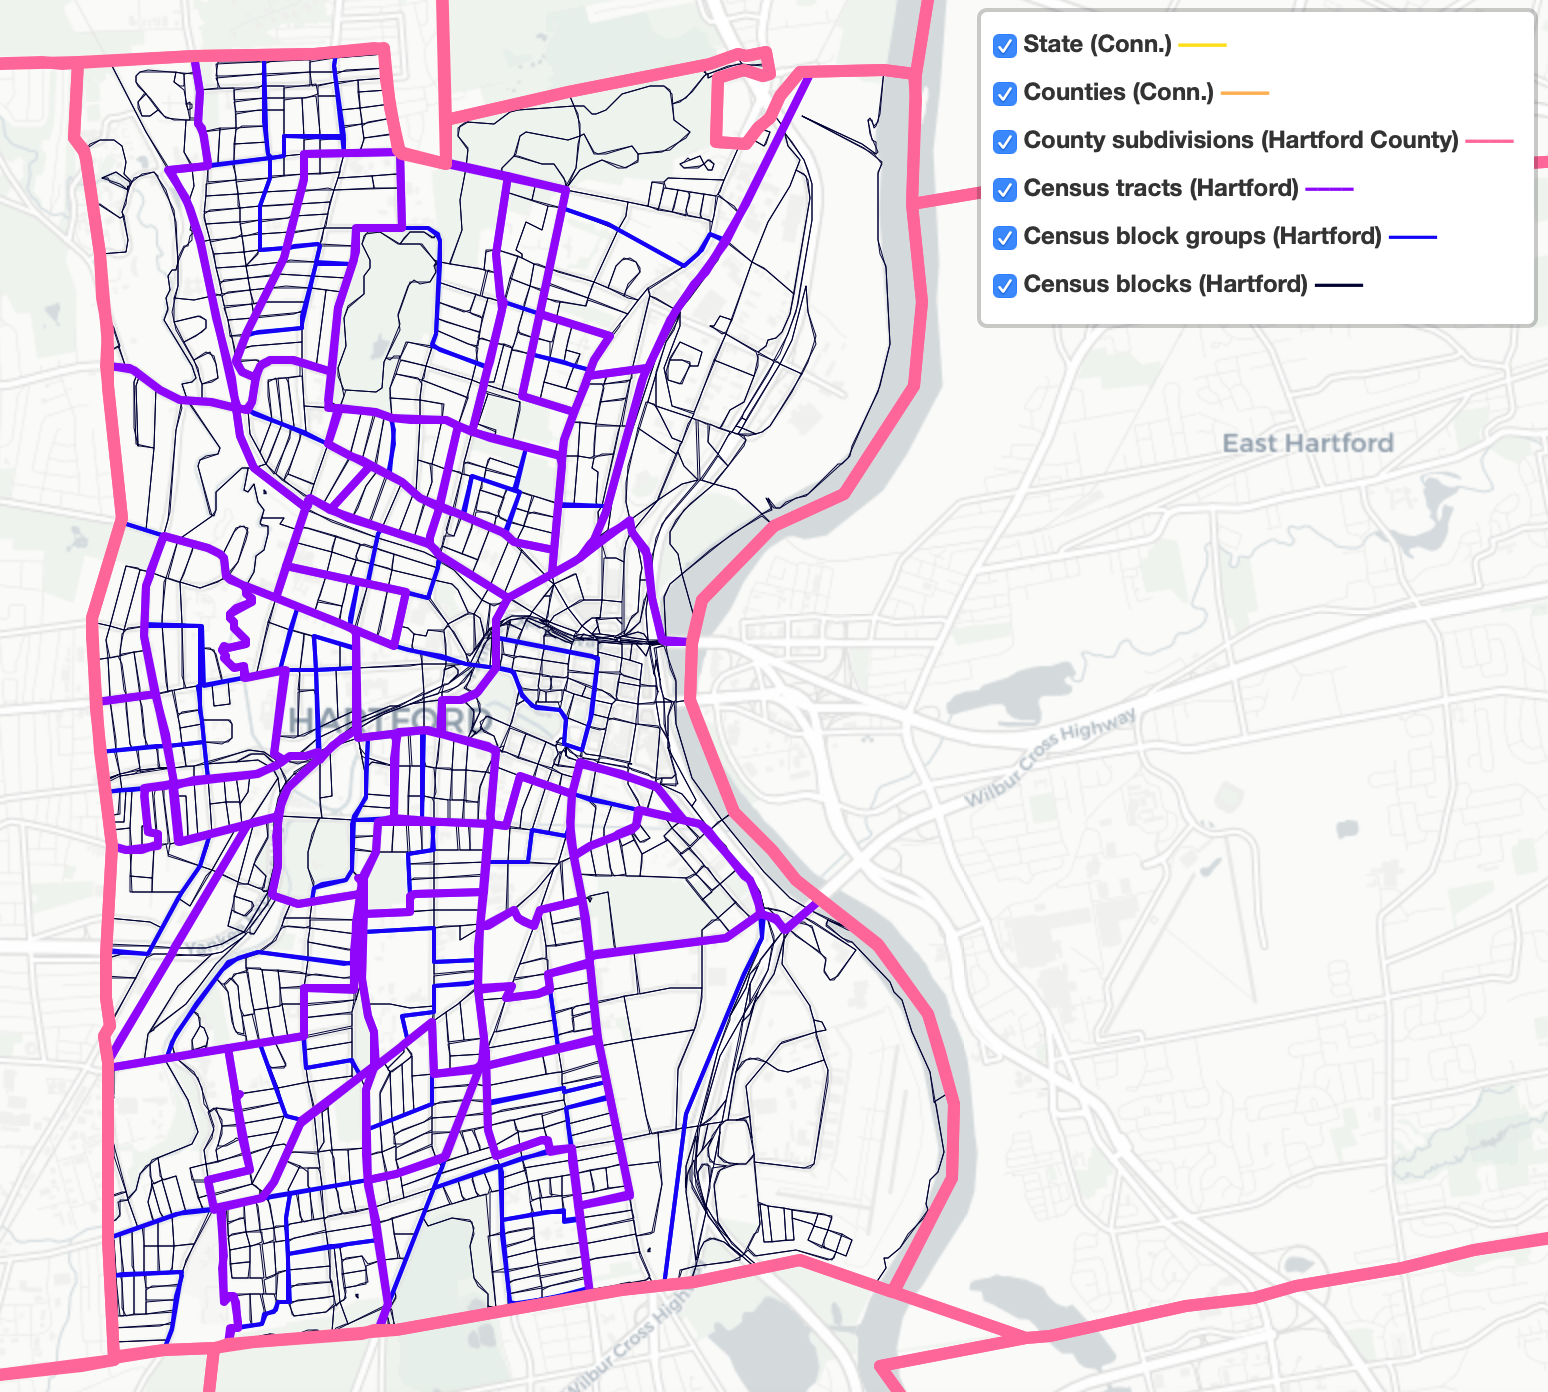 State (Conn.)
Counties (Conn.)
County subdivisions (Hartford County)
Census tracts (Hartford)
Census block groups (Hartford)
Census blocks (Hartford)
East Hartford
HARTFORD
Wilbur Cross Highway
Yankee
Wilbur Cross High